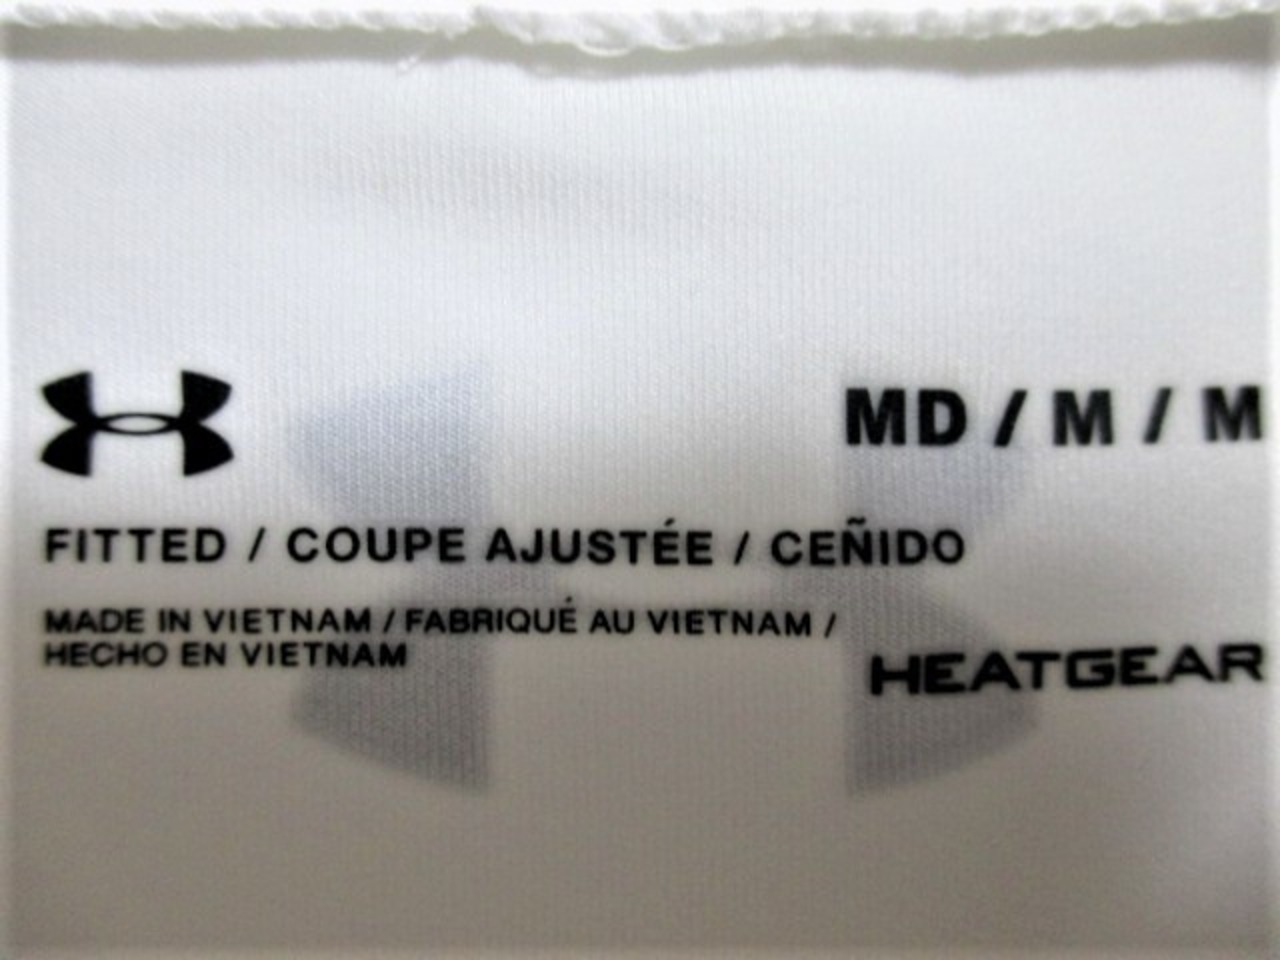 MD / M / M
FITTED / COUPE AJUSTÉE / CEÑIDO
MADE IN VIETNAM / FABRIQUÉ AU VIETNAM /
HECHO EN VIETNAM
HEATGEAR